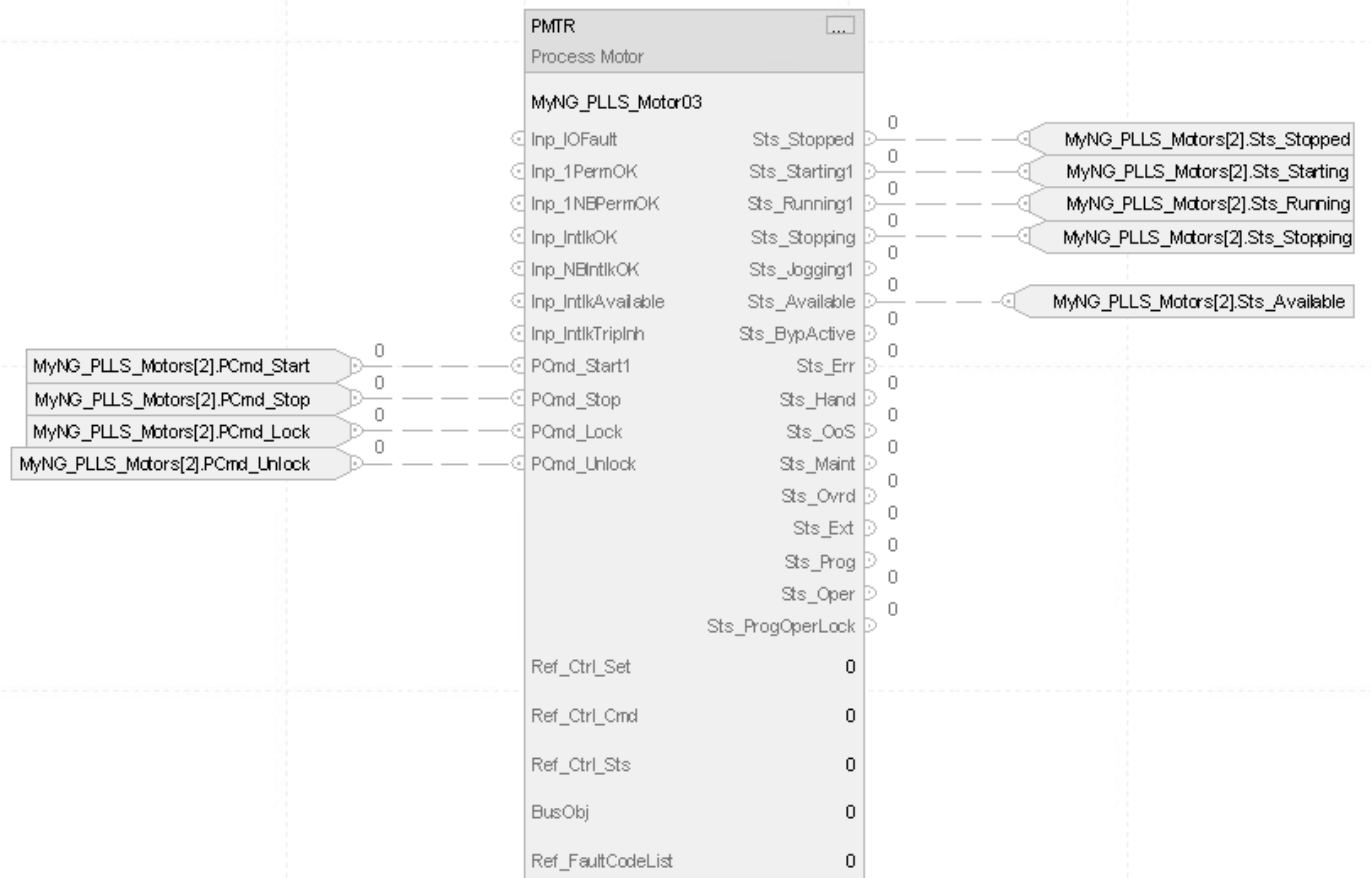 PMTR ...
Process Motor
MyNG_PLLS_Motor03
0
Inp_IOFault Sts_Stopped MyNG_PLLS_Motors[2].Sts_Stopped
0
Inp_1PermOK Sts_Starting1 MyNG_PLLS_Motors[2].Sts_Starting
0
Inp_1NBPermOK Sts_Running1 MyNG_PLLS_Motors[2].Sts_Running
0
Inp_IntlkOK Sts_Stopping MyNG_PLLS_Motors[2].Sts_Stopping
0
Inp_NBIntlkOK Sts_Jogging1
0
Inp_IntlkAvailable Sts_Available MyNG_PLLS_Motors[2].Sts_Available
0
Inp_IntlkTripInh Sts_BypActive
0 0
MyNG_PLLS_Motors[2].PCmd_Start PCmd_Start1 Sts_Err
0 0
MyNG_PLLS_Motors[2].PCmd_Stop PCmd_Stop Sts_Hand
0 0
MyNG_PLLS_Motors[2].PCmd_Lock PCmd_Lock Sts_OoS
0 0
MyNG_PLLS_Motors[2].PCmd_Unlock PCmd_Unlock Sts_Maint
0
Sts_Ovrd
0
Sts_Ext
0
Sts_Prog
0
Sts_Oper
0
Sts_ProgOperLock
Ref_Ctrl_Set 0
Ref_Ctrl_Cmd 0
Ref_Ctrl_Sts 0
BusObj 0
Ref_FaultCodeList 0